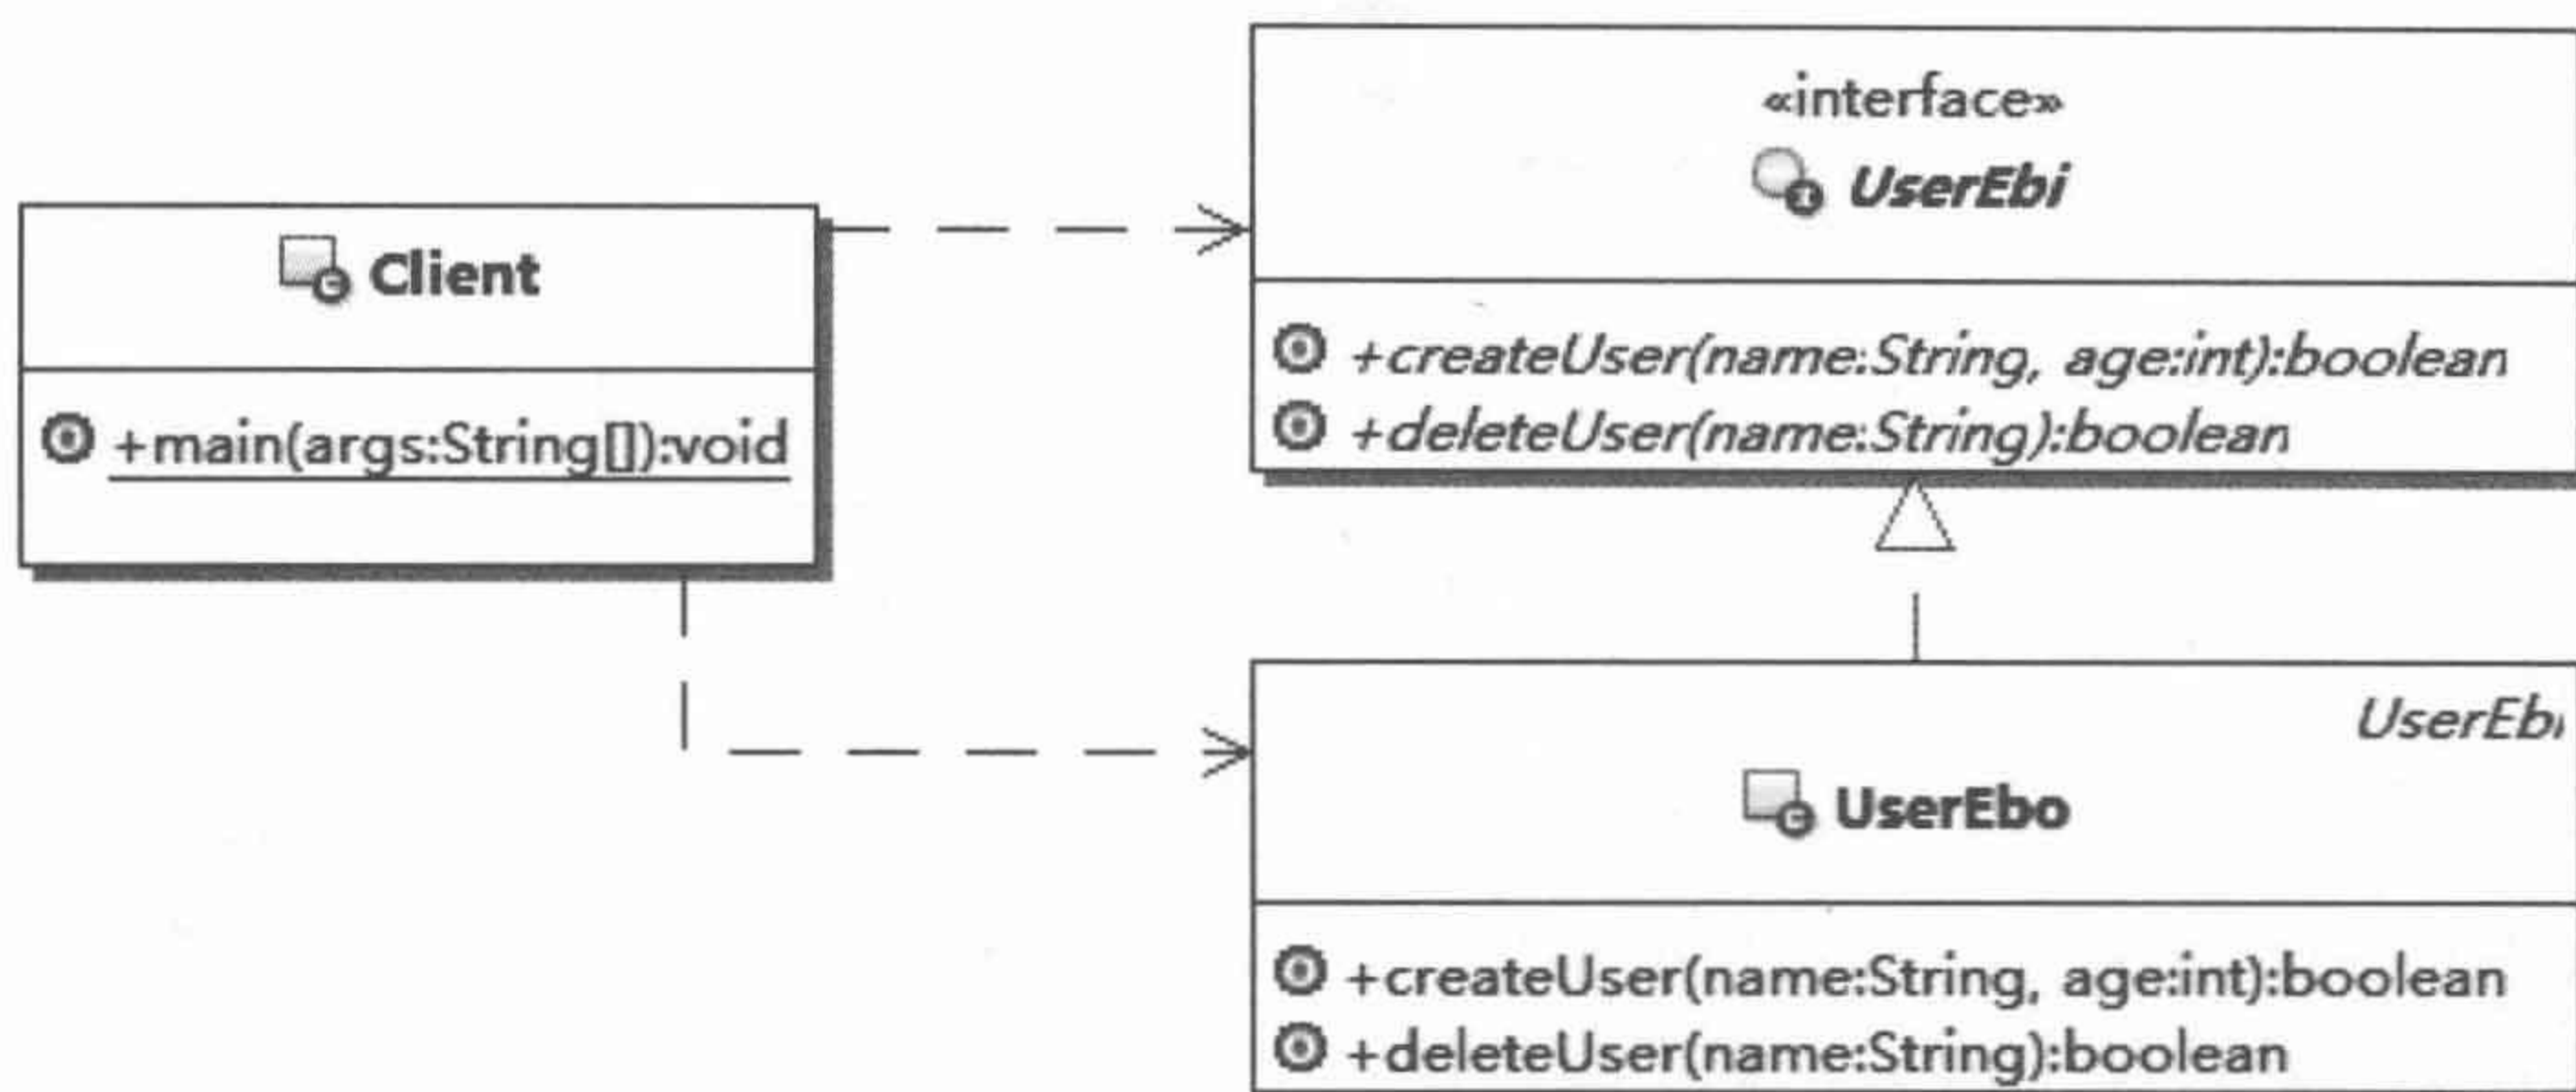 Client
+main(args:String[]):void
«interface»
UserEbi
+createUser(name:String, age:int):boolean
+deleteUser(name:String):boolean
UserEbi
UserEbo
+createUser(name:String, age:int):boolean
+deleteUser(name:String):boolean